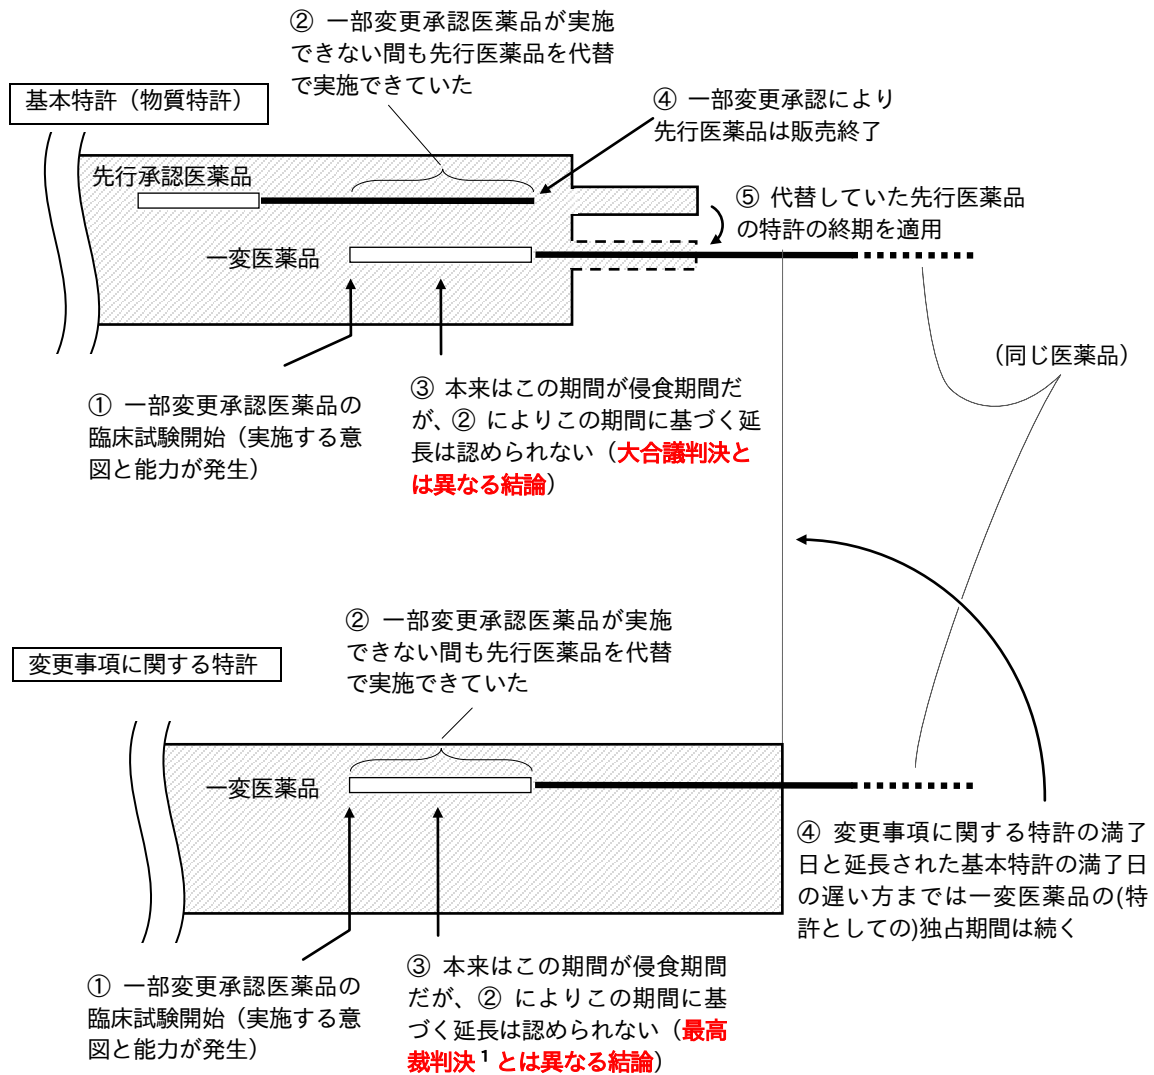 ② 一部変更承認医薬品が実施
できない間も先行医薬品を代替
で実施できていた
基本特許（物質特許）
④ 一部変更承認により
先行医薬品は販売終了
先行承認医薬品
⑤ 代替していた先行医薬品
の特許の終期を適用
一変医薬品
（同じ医薬品）
① 一部変更承認医薬品の
臨床試験開始（実施する意
図と能力が発生）
③ 本来はこの期間が侵食期間だ
が、② によりこの期間に基づく延
長は認められない（大合議判決と
は異なる結論）
② 一部変更承認医薬品が実施
できない間も先行医薬品を代替
で実施できていた
変更事項に関する特許
一変医薬品
④ 変更事項に関する特許の満了
日と延長された基本特許の満了日
の遅い方までは一変医薬品の(特
許としての)独占期間は続く
① 一部変更承認医薬品の
臨床試験開始（実施する意
図と能力が発生）
③ 本来はこの期間が侵食期間
だが、② によりこの期間に基
づく延長は認められない（最高
裁判決¹ とは異なる結論）